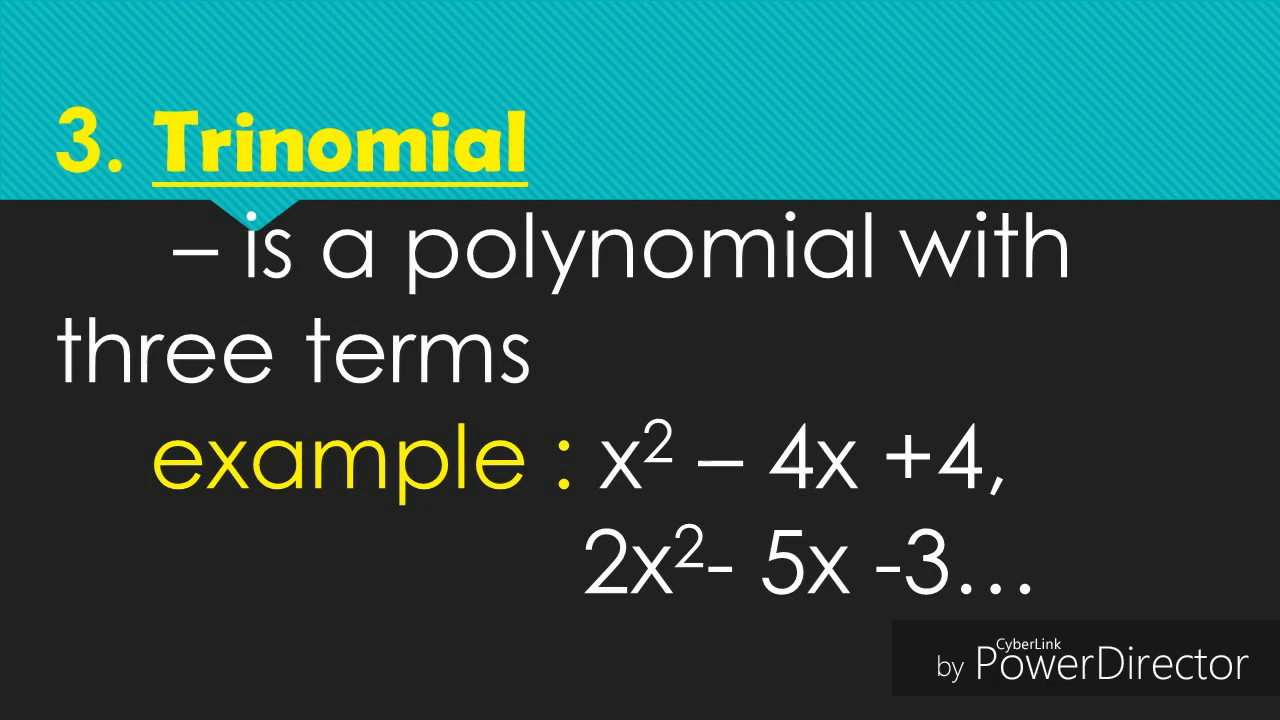 3. Trinomial
– is a polynomial with
three terms
example : x² – 4x +4,
2x²- 5x -3...
CyberLink
by PowerDirector